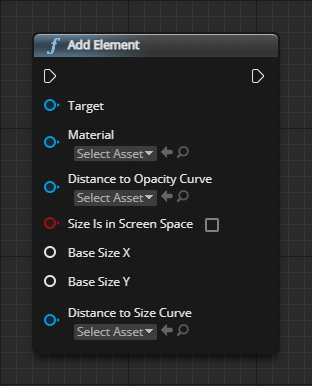 f Add Element
Target
Material
Select Asset
Distance to Opacity Curve
Select Asset
Size Is in Screen Space
Base Size X
Base Size Y
Distance to Size Curve
Select Asset